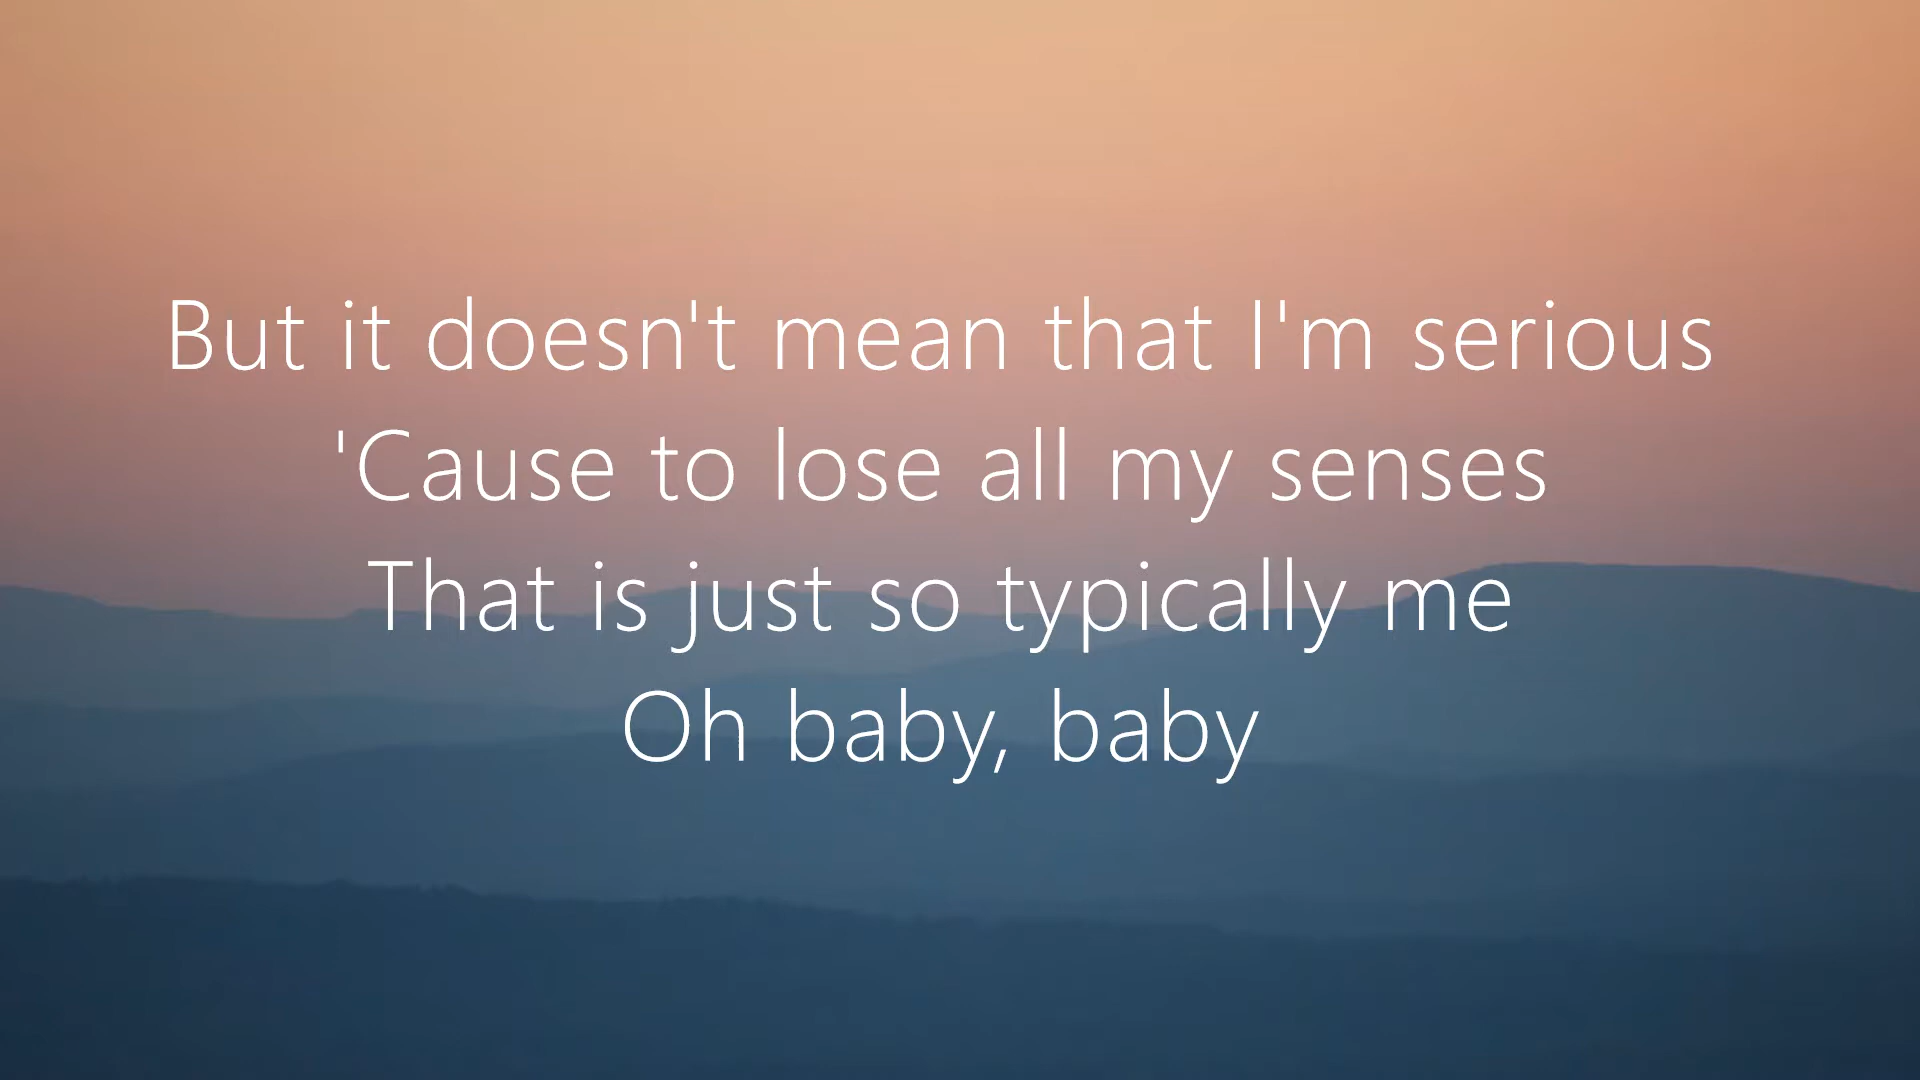 But it doesn't mean that I'm serious
'Cause to lose all my senses
That is just so typically me
Oh baby, baby